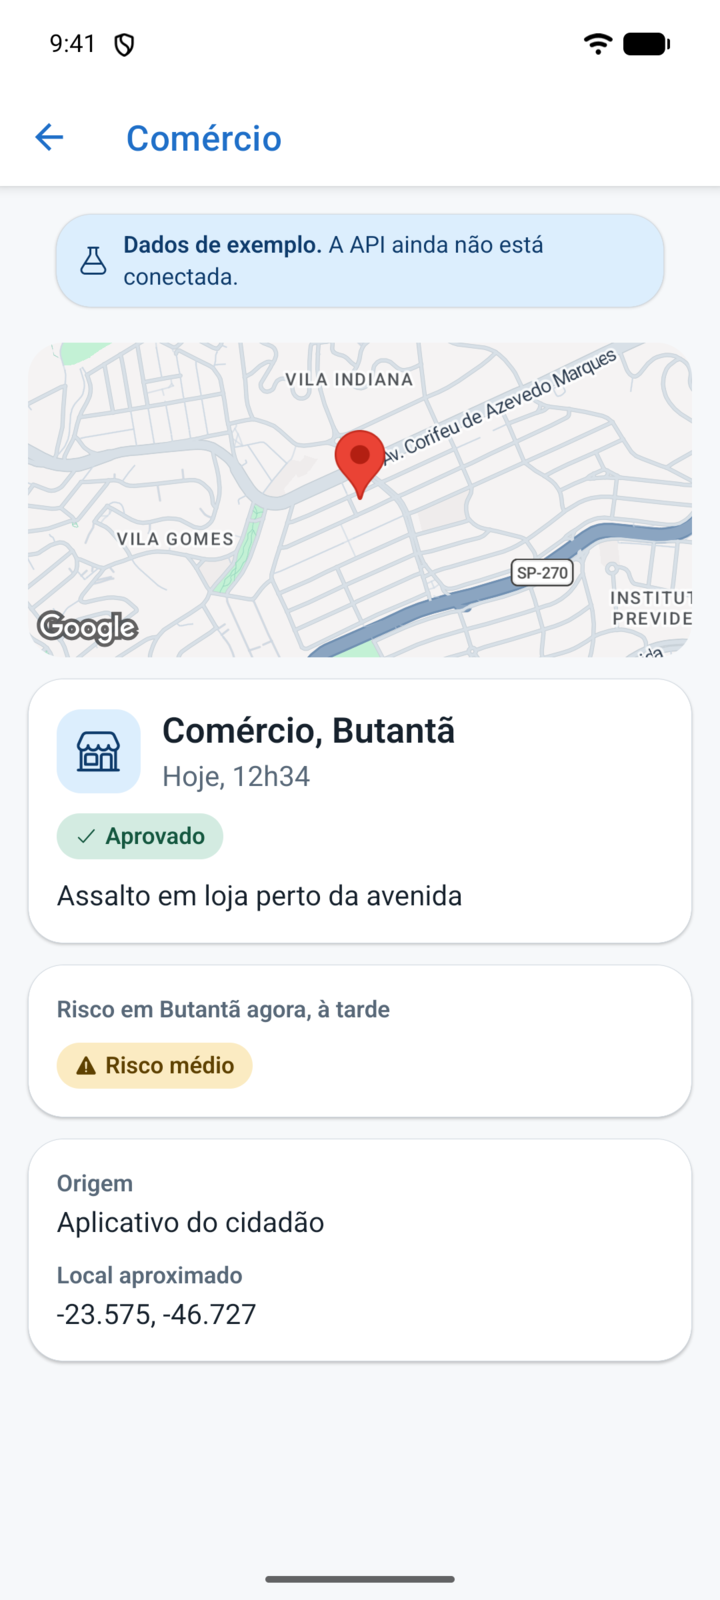 9:41
Comércio
Dados de exemplo. A API ainda não está
conectada.
VILA INDIANA
Av. Corifeu de Azevedo Marques
VILA GOMES
SP-270
INSTITUT
PREVIDE
Google
Comércio, Butantã
Hoje, 12h34
Aprovado
Assalto em loja perto da avenida
Risco em Butantã agora, à tarde
Risco médio
Origem
Aplicativo do cidadão
Local aproximado
-23.575, -46.727